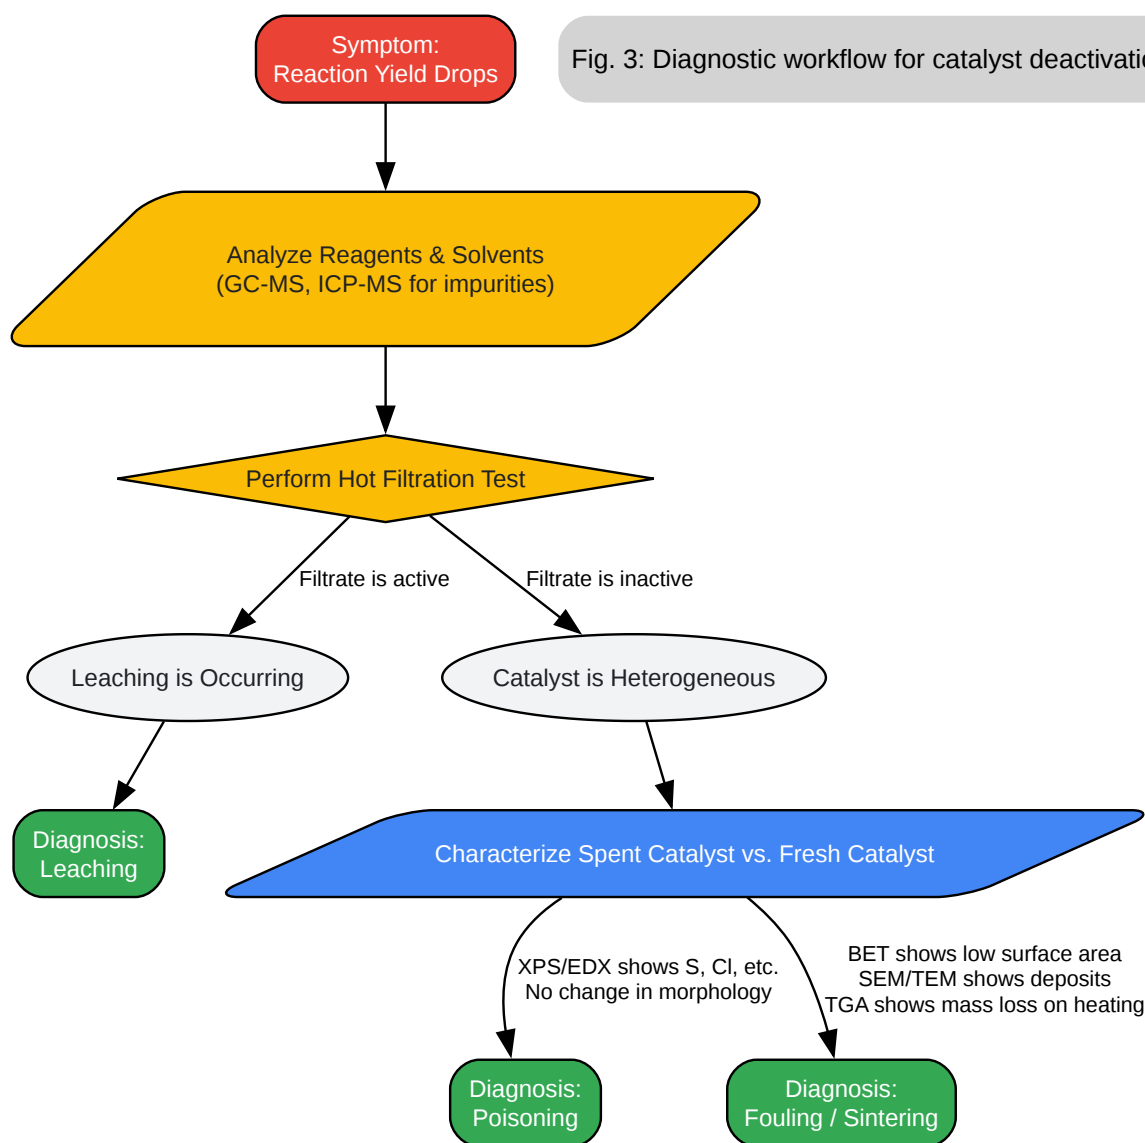 Symptom:
Reaction Yield Drops
Fig. 3: Diagnostic workflow for catalyst
Analyze Reagents & Solvents
(GC-MS, ICP-MS for impurities)
Perform Hot Filtration Test
Filtrate is active
Filtrate is inactive
Leaching is Occurring
Catalyst is Heterogeneous
Diagnosis:
Leaching
Characterize Spent Catalyst vs. Fresh Catalyst
XPS/EDX shows S, Cl, etc.
No change in morphology
BET shows low surface area
SEM/TEM shows deposits
TGA shows mass loss on heating
Diagnosis:
Poisoning
Diagnosis:
Fouling / Sintering